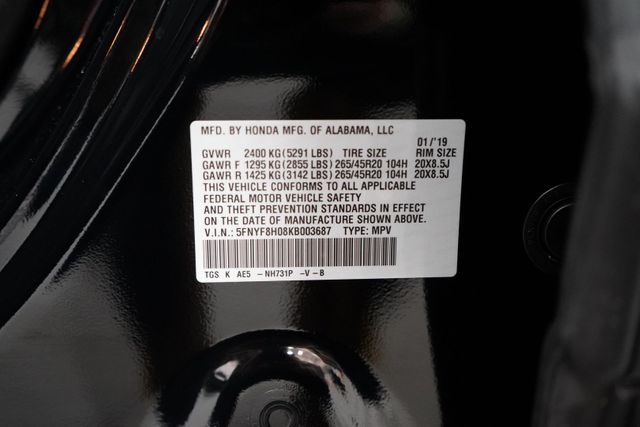 MFD. BY HONDA MFG. OF ALABAMA, LLC 01/'19
GVWR 2400 KG(5291 LBS) TIRE SIZE RIM SIZE
GAWR F 1295 KG(2855 LBS) 265/45R20 104H 20X8.5J
GAWR R 1425 KG(3142 LBS) 265/45R20 104H 20X8.5J
THIS VEHICLE CONFORMS TO ALL APPLICABLE
FEDERAL MOTOR VEHICLE SAFETY
AND THEFT PREVENTION STANDARDS IN EFFECT
ON THE DATE OF MANUFACTURE SHOWN ABOVE.
V.I.N.: 5FNYF8H08KB003687 TYPE: MPV
TGS K AE5 -NH731P -V-B